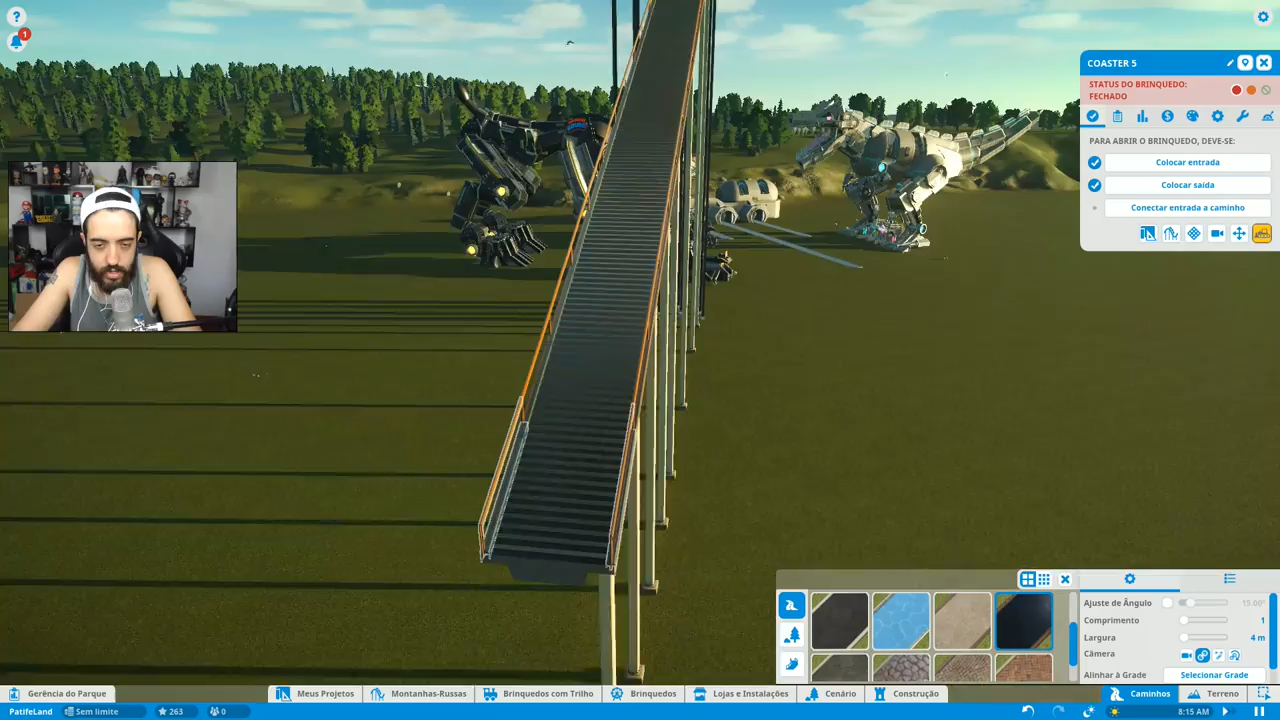 ?
1
COASTER 5
STATUS DO BRINQUEDO:
FECHADO
PARA ABRIR O BRINQUEDO, DEVE-SE:
Colocar entrada
Colocar saída
Conectar entrada a caminho
Ajuste de Ângulo 15.00°
Comprimento 1
Largura 4 m
Câmera
Alinhar à Grade Selecionar Grade
Gerência do Parque Meus Projetos Montanhas-Russas Brinquedos com Trilho Brinquedos Lojas e Instalações Cenário Construção Caminhos Terreno
PatifeLand Sem limite 263 0 8:15 AM